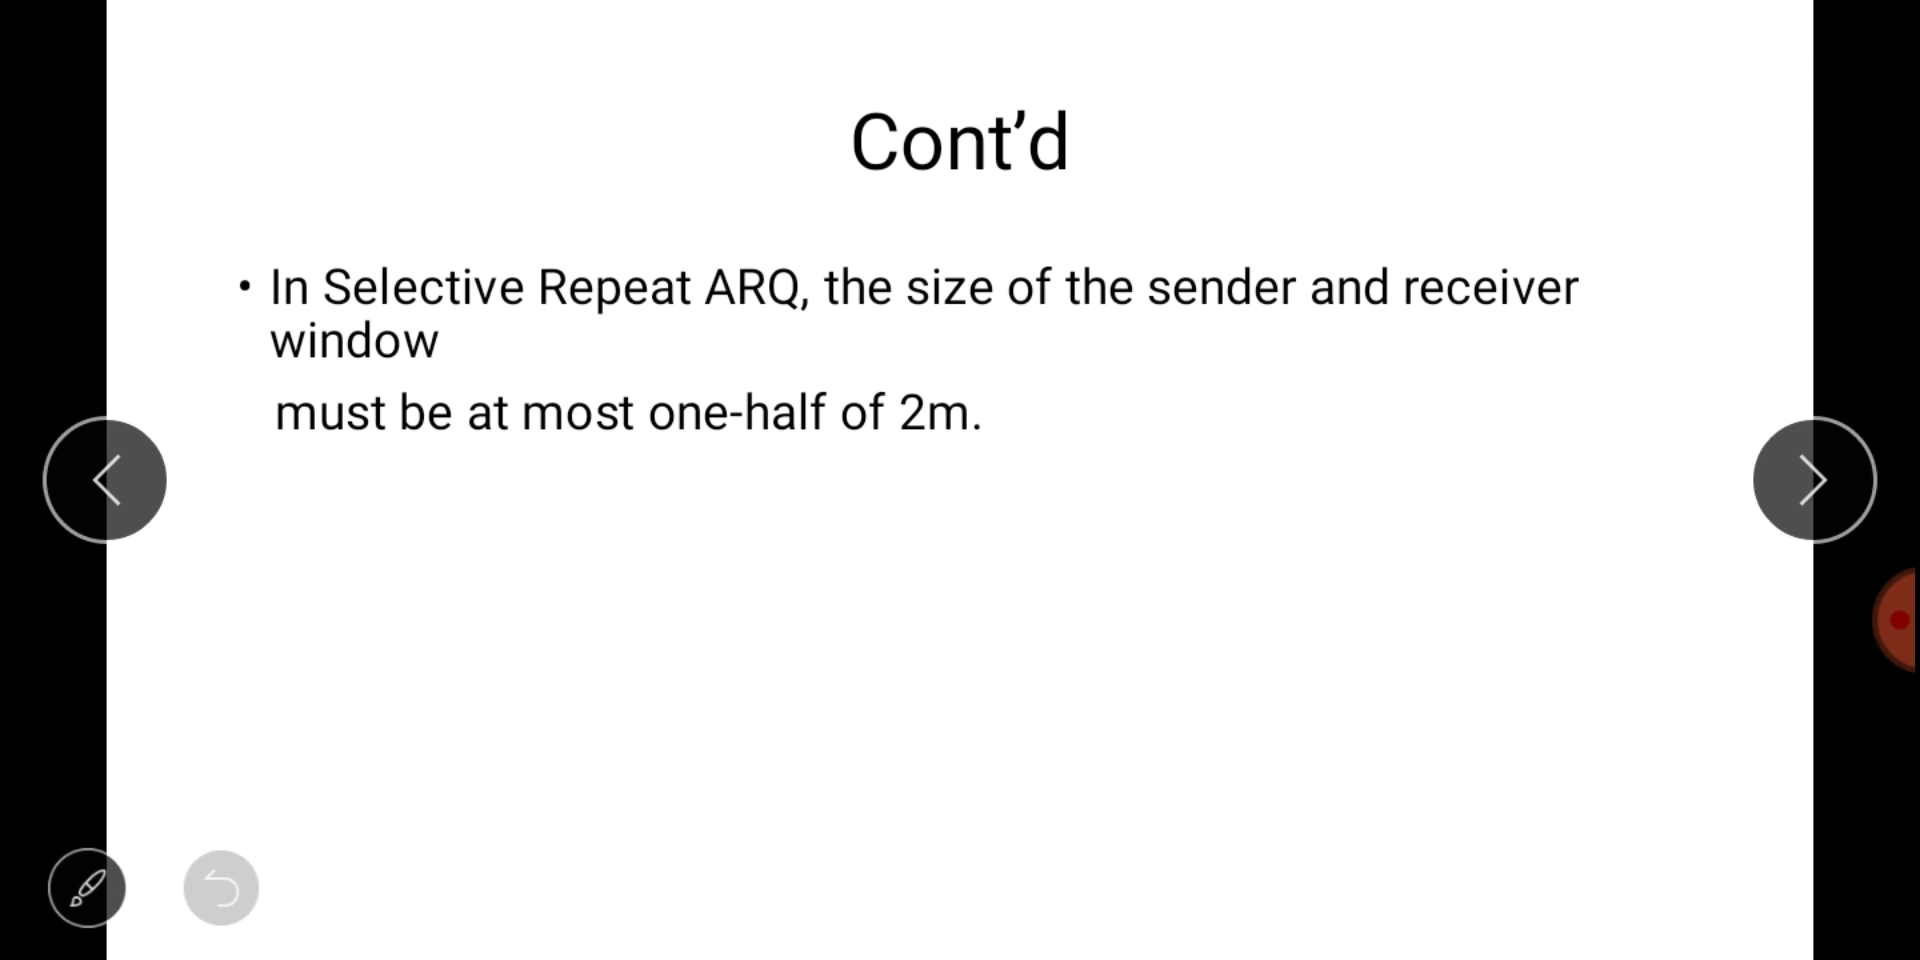 Cont’d
• In Selective Repeat ARQ, the size of the sender and receiver
window
must be at most one-half of 2m.